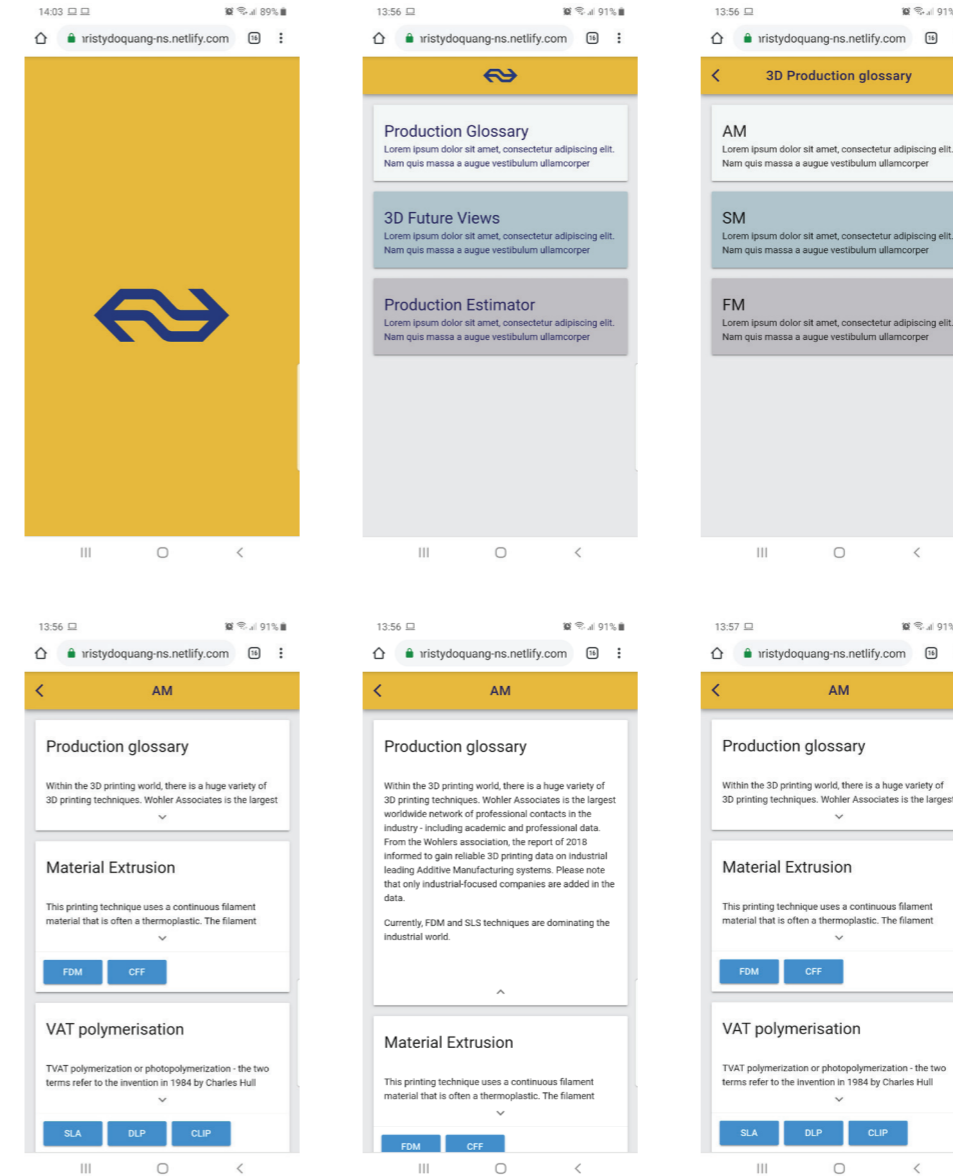 14:03
89%
ristydoquang-ns.netlify.com
16
13:56
91%
ristydoquang-ns.netlify.com
16
Production Glossary
Lorem ipsum dolor sit amet, consectetur adipiscing elit.
Nam quis massa a augue vestibulum ullamcorper
3D Future Views
Lorem ipsum dolor sit amet, consectetur adipiscing elit.
Nam quis massa a augue vestibulum ullamcorper
Production Estimator
Lorem ipsum dolor sit amet, consectetur adipiscing elit.
Nam quis massa a augue vestibulum ullamcorper
13:56
91%
ristydoquang-ns.netlify.com
16
3D Production glossary
AM
Lorem ipsum dolor sit amet, consectetur adipiscing elit.
Nam quis massa a augue vestibulum ullamcorper
SM
Lorem ipsum dolor sit amet, consectetur adipiscing elit.
Nam quis massa a augue vestibulum ullamcorper
FM
Lorem ipsum dolor sit amet, consectetur adipiscing elit.
Nam quis massa a augue vestibulum ullamcorper
13:56
91%
ristydoquang-ns.netlify.com
16
AM
Production glossary
Within the 3D printing world, there is a huge variety of
3D printing techniques. Wohler Associates is the largest
Material Extrusion
This printing technique uses a continuous filament
material that is often a thermoplastic. The filament
FDM CFF
VAT polymerisation
TVAT polymerization or photopolymerization - the two
terms refer to the invention in 1984 by Charles Hull
SLA DLP CLIP
13:56
91%
ristydoquang-ns.netlify.com
16
AM
Production glossary
Within the 3D printing world, there is a huge variety of
3D printing techniques. Wohler Associates is the largest
worldwide network of professional contacts in the
industry - including academic and professional data.
From the Wohlers association, the report of 2018
informed to gain reliable 3D printing data on industrial
leading Additive Manufacturing systems. Please note
that only industrial-focused companies are added in the
data.
Currently, FDM and SLS techniques are dominating the
industrial world.
Material Extrusion
This printing technique uses a continuous filament
material that is often a thermoplastic. The filament
FDM CFF
13:57
91%
ristydoquang-ns.netlify.com
16
AM
Production glossary
Within the 3D printing world, there is a huge variety of
3D printing techniques. Wohler Associates is the largest
Material Extrusion
This printing technique uses a continuous filament
material that is often a thermoplastic. The filament
FDM CFF
VAT polymerisation
TVAT polymerization or photopolymerization - the two
terms refer to the invention in 1984 by Charles Hull
SLA DLP CLIP